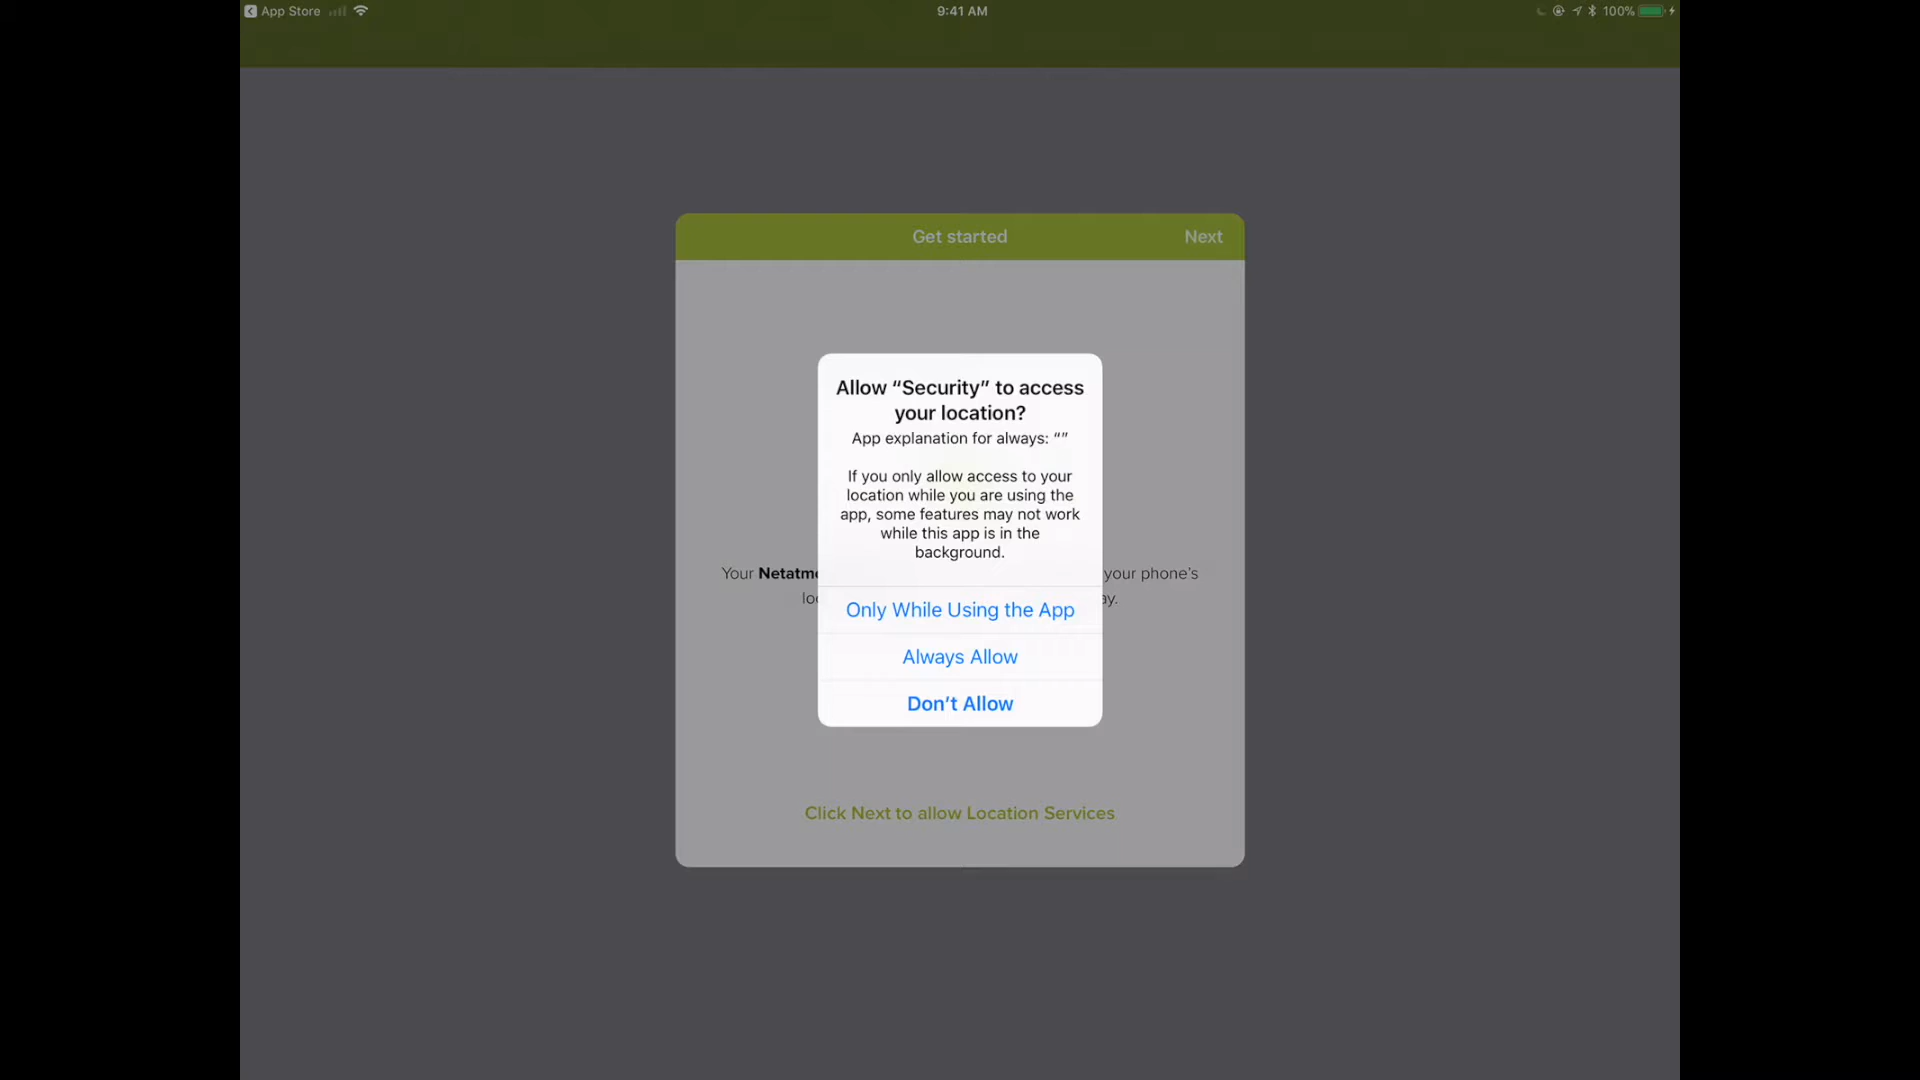 App Store
9:41 AM
100%
Get started
Next
Allow “Security” to access
your location?
App explanation for always: “”
If you only allow access to your
location while you are using the
app, some features may not work
while this app is in the
background.
Your your phone’s
Only While Using the App
Always Allow
Don’t Allow
Click Next to allow Location Services